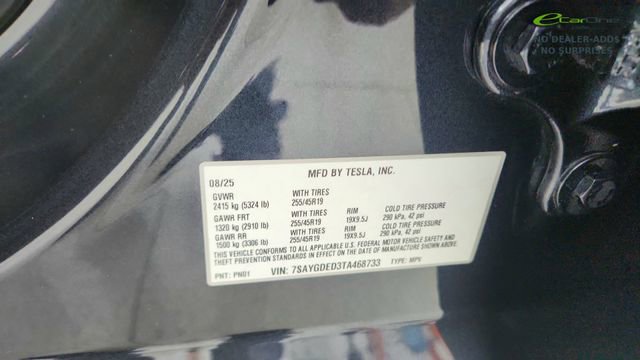 eCarOne
NO DEALER-ADDS
NO SURPRISES
MFD BY TESLA, INC.
08/25
GVWR WITH TIRES
2415 kg (5324 lb) 255/45R19
GAWR FRT WITH TIRES RIM COLD TIRE PRESSURE
1320 kg (2910 lb) 255/45R19 19X9.5J 290 kPa, 42 psi
GAWR RR WITH TIRES RIM COLD TIRE PRESSURE
1500 kg (3306 lb) 255/45R19 19X9.5J 290 kPa, 42 psi
THIS VEHICLE CONFORMS TO ALL APPLICABLE U.S. FEDERAL MOTOR VEHICLE SAFETY AND
THEFT PREVENTION STANDARDS IN EFFECT ON THE DATE OF MANUFACTURE SHOWN ABOVE.
PNT: PN01 VIN: 7SAYGDED3TA468733 TYPE: MPV